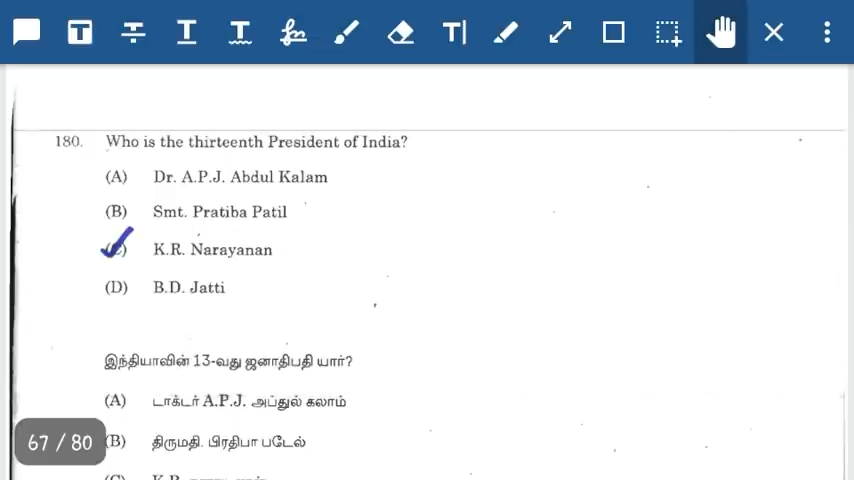 180. Who is the thirteenth President of India?
(A) Dr. A.P.J. Abdul Kalam
(B) Smt. Pratiba Patil
(C) K.R. Narayanan
(D) B.D. Jatti
இந்தியாவின் 13-வது ஜனாதிபதி யார்?
(A) டாக்டர் A.P.J. அப்துல் கலாம்
67 / 80
(B) திருமதி. பிரதிபா படேல்
(C) K.R.